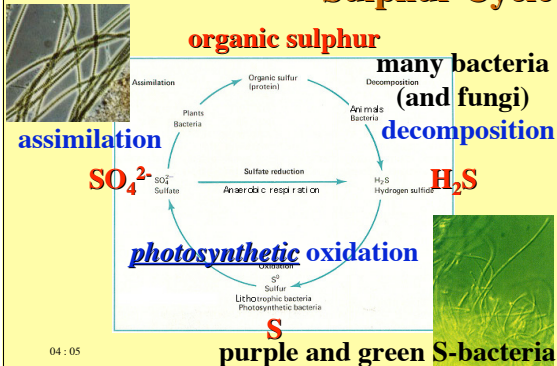 Sulphur Cycle
organic sulphur
many bacteria
(and fungi)
decomposition
assimilation
Assimilation
Organic sulfur
(protein)
Decomposition
Plants
Bacteria
Animals
Bacteria
SO₄²⁻
SO₄²⁻
Sulfate
Sulfate reduction
Anaerobic respiration
H₂S
Hydrogen sulfide
H₂S
photosynthetic oxidation
Oxidation
S⁰
Sulfur
Lithotrophic bacteria
Photosynthetic bacteria
S
04 : 05
purple and green S-bacteria